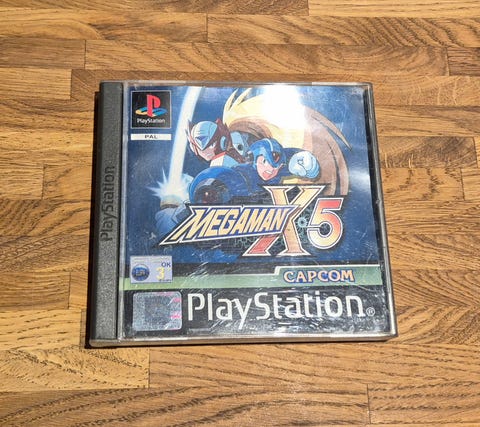 PlayStation
PAL
PlayStation
MEGAMAN X5
OK
3
CAPCOM
PlayStation®